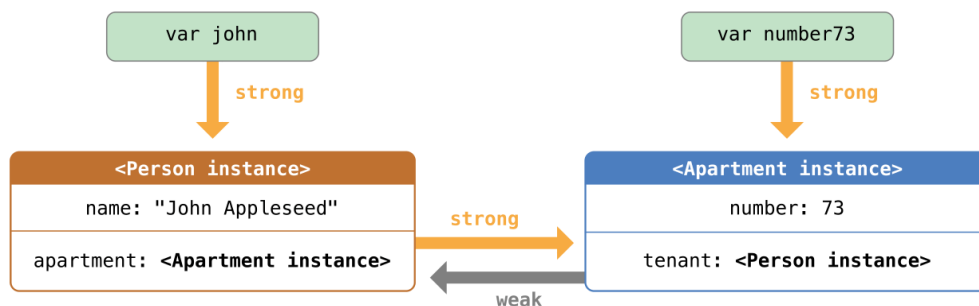 var john
var number73
strong
strong
<Person instance>
<Apartment instance>
name: "John Appleseed"
number: 73
strong
apartment: <Apartment instance>
tenant: <Person instance>
weak